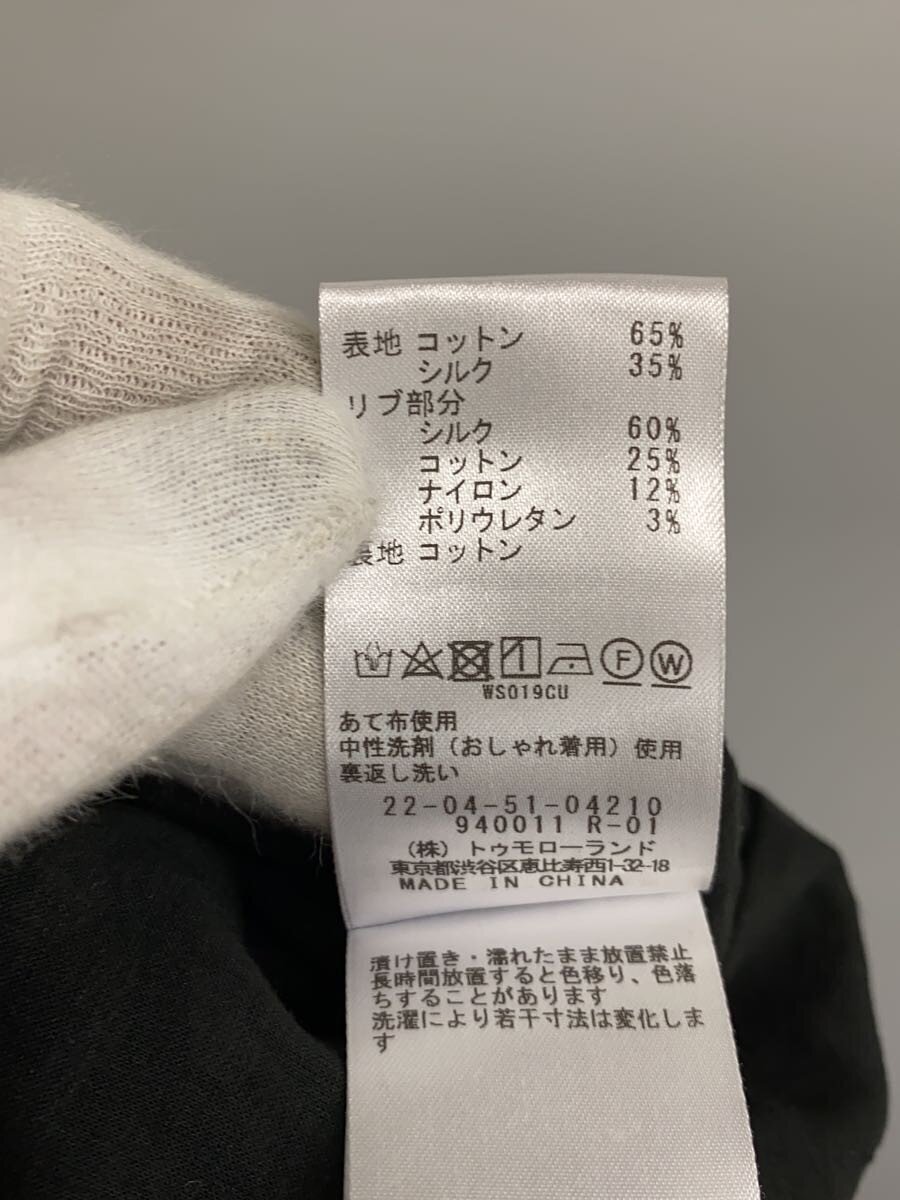 表地 コットン 65%
シルク 35%
リブ部分
シルク 60%
コットン 25%
ナイロン 12%
ポリウレタン 3%
表地 コットン
F W
WS019CU
あて布使用
中性洗剤（おしゃれ着用）使用
裏返し洗い
22-04-51-04210
940011 R-01
（株）トゥモローランド
東京都渋谷区恵比寿西1-32-18
MADE IN CHINA
漬け置き・濡れたまま放置禁止
長時間放置すると色移り、色落
ちすることがあります
洗濯により若干寸法は変化しま
す